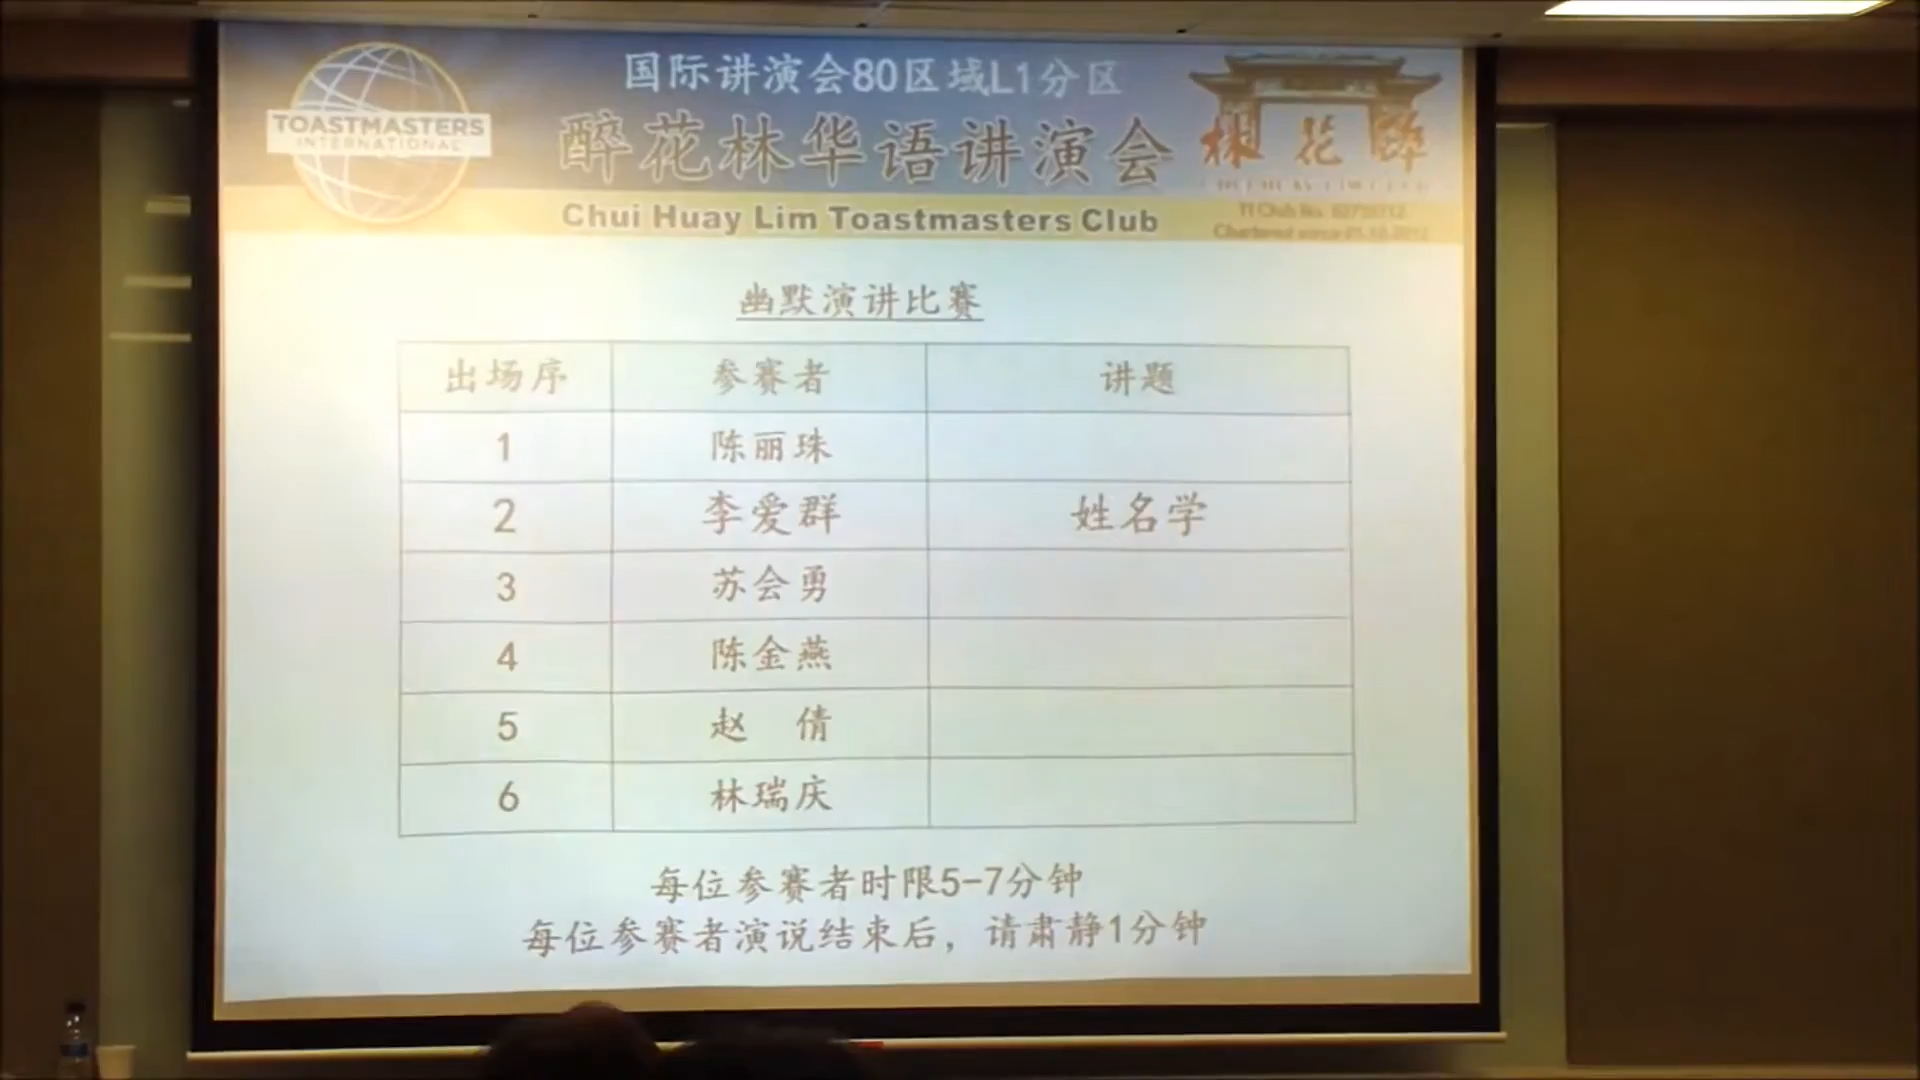 国际讲演会80区域L1分区
TOASTMASTERS
INTERNATIONAL
醉花林华语讲演会
林花醉
Chui Huay Lim Toastmasters Club
TI Club No.
Chartered since
幽默演讲比赛
出场序 参赛者 讲题
1 陈丽珠
2 李爱群 姓名学
3 苏会勇
4 陈金燕
5 赵 倩
6 林瑞庆
每位参赛者时限5-7分钟
每位参赛者演说结束后，请肃静1分钟